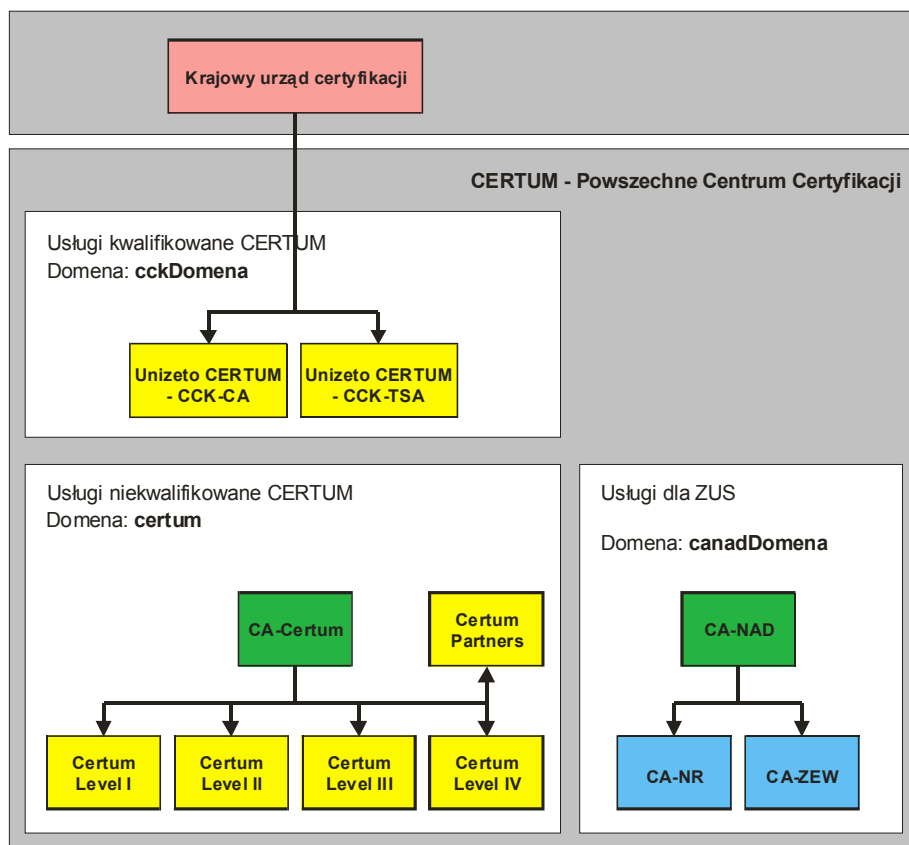 Krajowy urząd certyfikacji
CERTUM - Powszechne Centrum Certyfikacji
Usługi kwalifikowane CERTUM
Domena: cckDomena
Unizeto CERTUM
- CCK-CA
Unizeto CERTUM
- CCK-TSA
Usługi niekwalifikowane CERTUM
Domena: certum
CA-Certum
Certum
Partners
Certum
Level I
Certum
Level II
Certum
Level III
Certum
Level IV
Usługi dla ZUS
Domena: canadDomena
CA-NAD
CA-NR
CA-ZEW